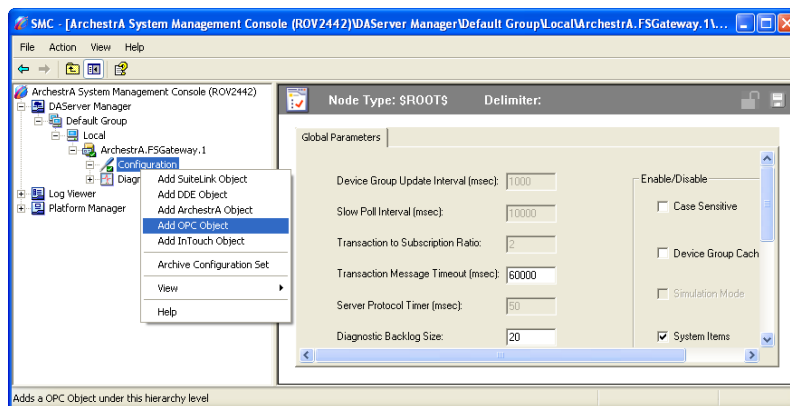 SMC - [ArchestrA System Management Console (ROV2442)\DAServer Manager\Default Group\Local\ArchestrA.FSGateway.1\...
File Action View Help
ArchestrA System Management Console (ROV2442)
DAServer Manager
Default Group
Local
ArchestrA.FSGateway.1
Configuration
Diagn
Log Viewer
Platform Manager
Add SuiteLink Object
Add DDE Object
Add ArchestrA Object
Add OPC Object
Add InTouch Object
Archive Configuration Set
View
Help
Node Type: $ROOT$ Delimiter:
Global Parameters
Device Group Update Interval (msec): 1000
Slow Poll Interval (msec): 10000
Transaction to Subscription Ratio: 2
Transaction Message Timeout (msec): 60000
Server Protocol Timer (msec): 50
Diagnostic Backlog Size: 20
Enable/Disable
Case Sensitive
Device Group Cach
Simulation Mode
System Items
Adds a OPC Object under this hierarchy level